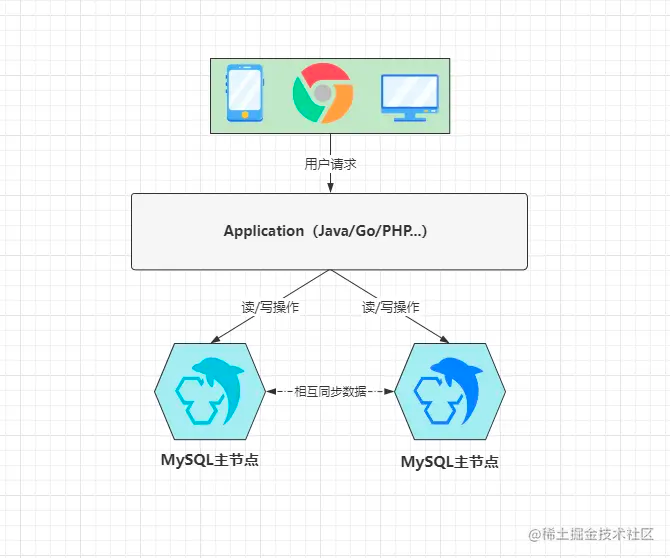 用户请求
Application（Java/Go/PHP...）
读/写操作
读/写操作
相互同步数据
MySQL主节点
MySQL主节点
@稀土掘金技术社区